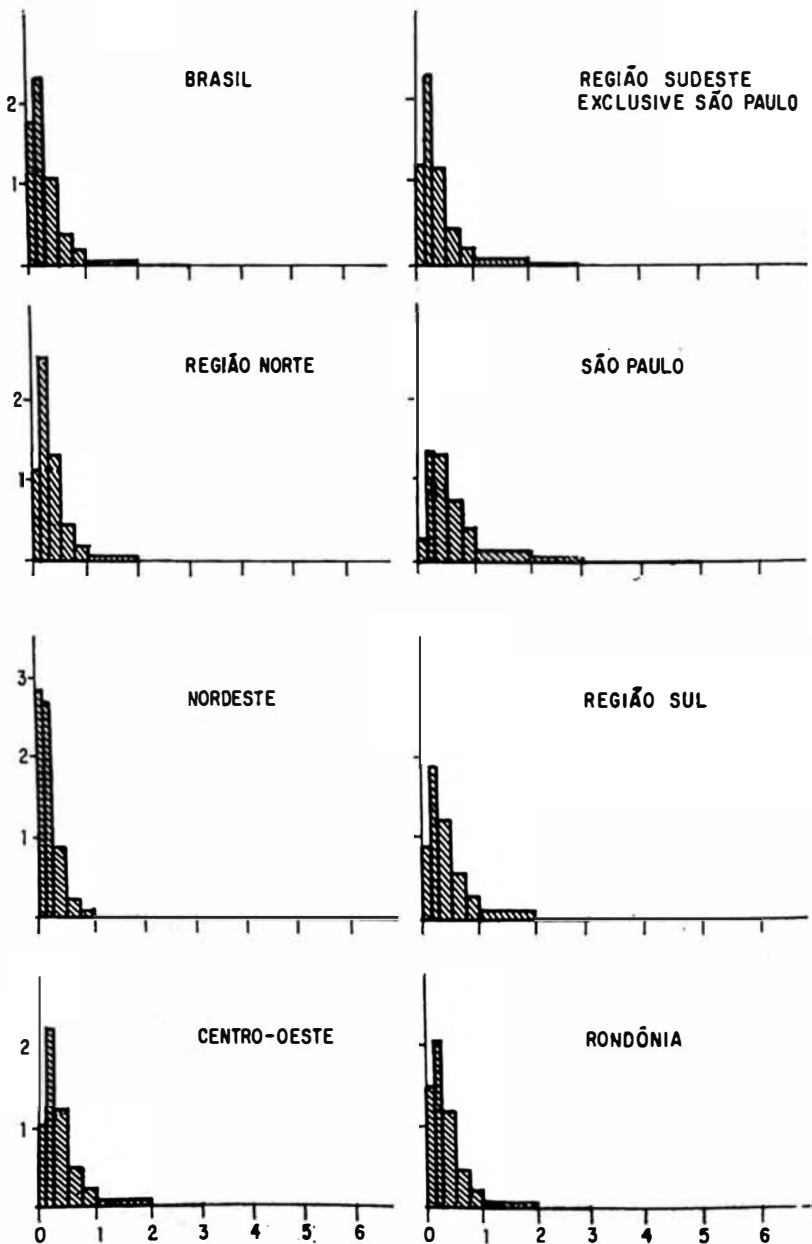 BRASIL
2
1
REGIÃO SUDESTE
EXCLUSIVE SÃO PAULO
REGIÃO NORTE
2
1
SÃO PAULO
NORDESTE
3
2
1
REGIÃO SUL
CENTRO-OESTE
2
1
0 1 2 3 4 5 6
RONDÔNIA
0 1 2 3 4 5 6